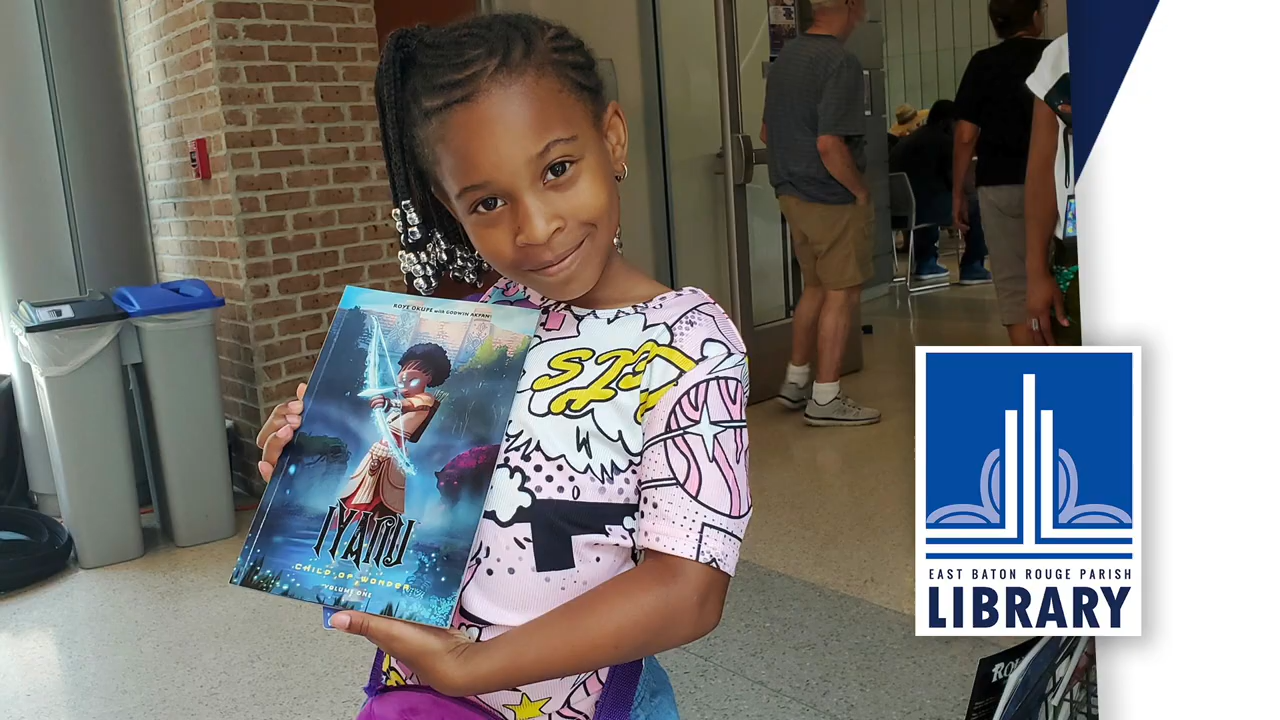 ROYE OKUPE with GODWIN AKPAN
IYANU
CHILD OF WONDER
VOLUME ONE
EAST BATON ROUGE PARISH
LIBRARY